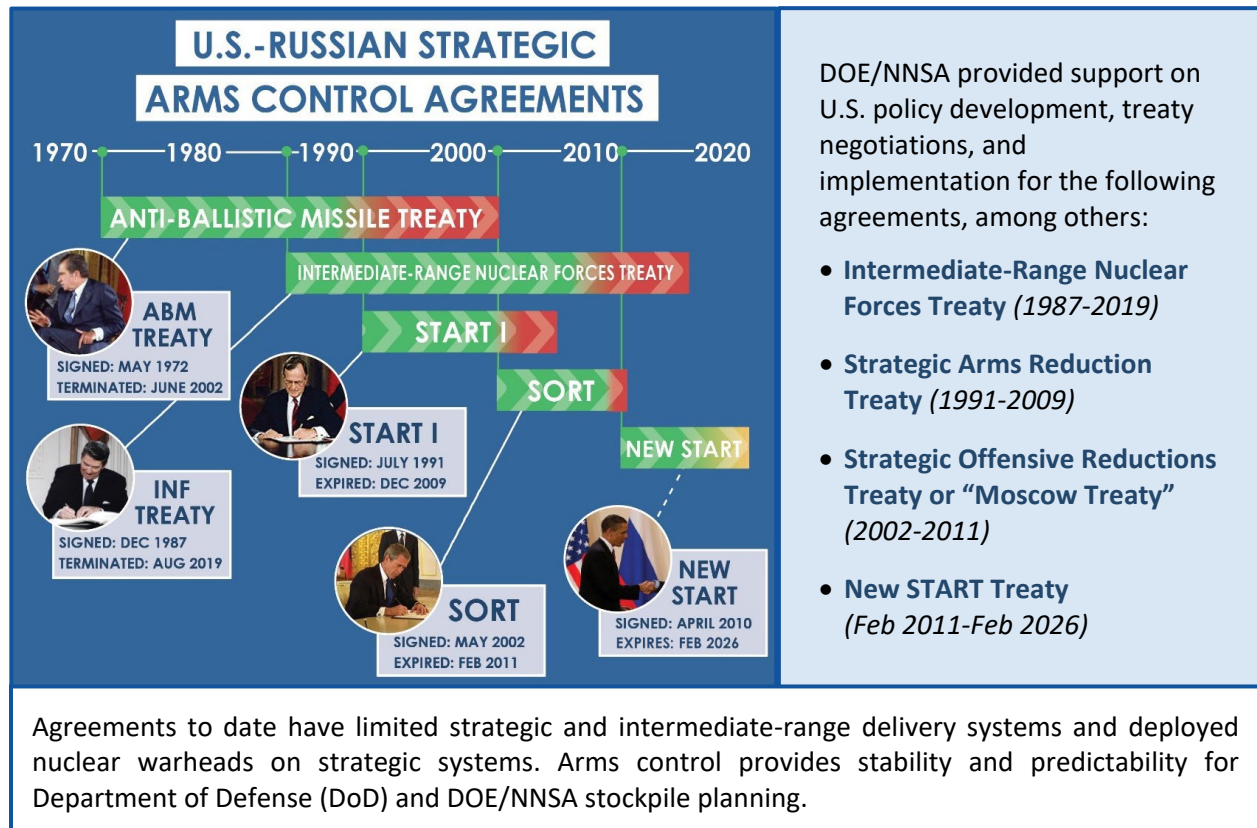 U.S.-RUSSIAN STRATEGIC
ARMS CONTROL AGREEMENTS
1970 1980 1990 2000 2010 2020
ANTI-BALLISTIC MISSILE TREATY
INTERMEDIATE-RANGE NUCLEAR FORCES TREATY
START I
SORT
NEW START
ABM
TREATY
SIGNED: MAY 1972
TERMINATED: JUNE 2002
INF
TREATY
SIGNED: DEC 1987
TERMINATED: AUG 2019
START I
SIGNED: JULY 1991
EXPIRED: DEC 2009
SORT
SIGNED: MAY 2002
EXPIRED: FEB 2011
NEW
START
SIGNED: APRIL 2010
EXPIRES: FEB 2026
DOE/NNSA provided support on
U.S. policy development, treaty
negotiations, and
implementation for the following
agreements, among others:
• Intermediate-Range Nuclear
Forces Treaty (1987-2019)
• Strategic Arms Reduction
Treaty (1991-2009)
• Strategic Offensive Reductions
Treaty or “Moscow Treaty”
(2002-2011)
• New START Treaty
(Feb 2011-Feb 2026)
Agreements to date have limited strategic and intermediate-range delivery systems and deployed
nuclear warheads on strategic systems. Arms control provides stability and predictability for
Department of Defense (DoD) and DOE/NNSA stockpile planning.